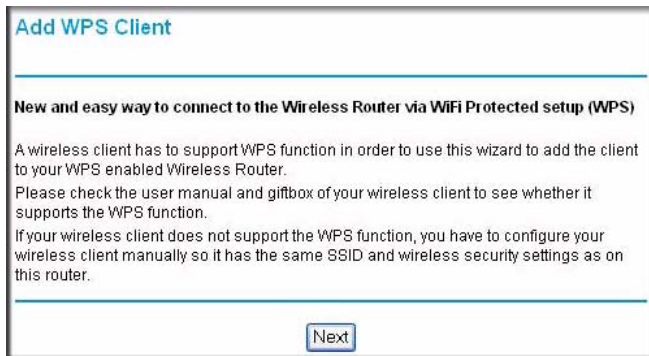 Add WPS Client
New and easy way to connect to the Wireless Router via WiFi Protected setup (WPS)
A wireless client has to support WPS function in order to use this wizard to add the client
to your WPS enabled Wireless Router.
Please check the user manual and giftbox of your wireless client to see whether it
supports the WPS function.
If your wireless client does not support the WPS function, you have to configure your
wireless client manually so it has the same SSID and wireless security settings as on
this router.
Next